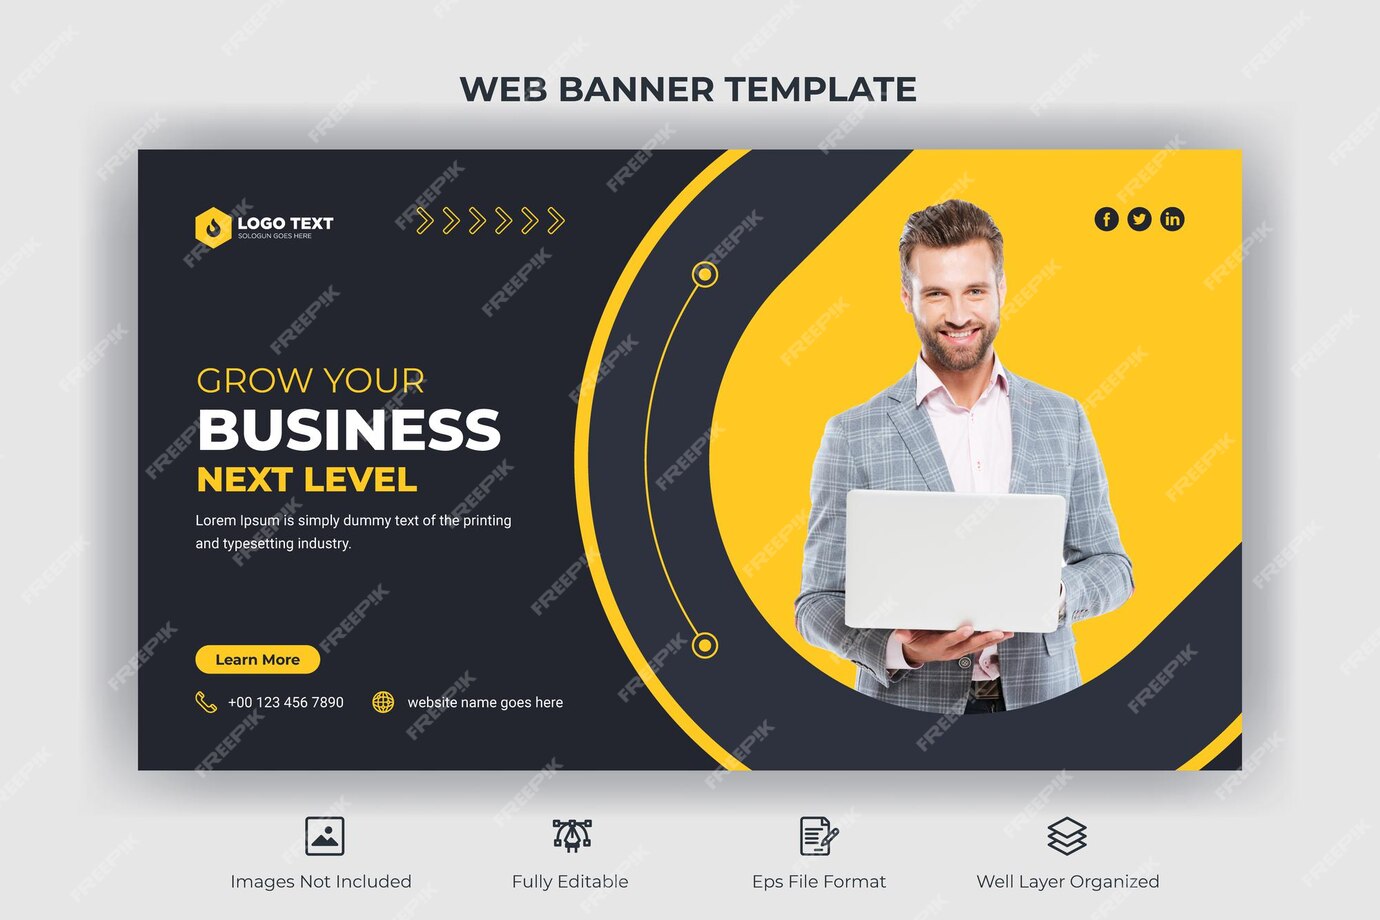 WEB BANNER TEMPLATE
LOGO TEXT
SOLOGUN GOES HERE
GROW YOUR
BUSINESS
NEXT LEVEL
Lorem Ipsum is simply dummy text of the printing
and typesetting industry.
Learn More
+00 123 456 7890
website name goes here
Images Not Included
Fully Editable
Eps File Format
Well Layer Organized
FREEPIK